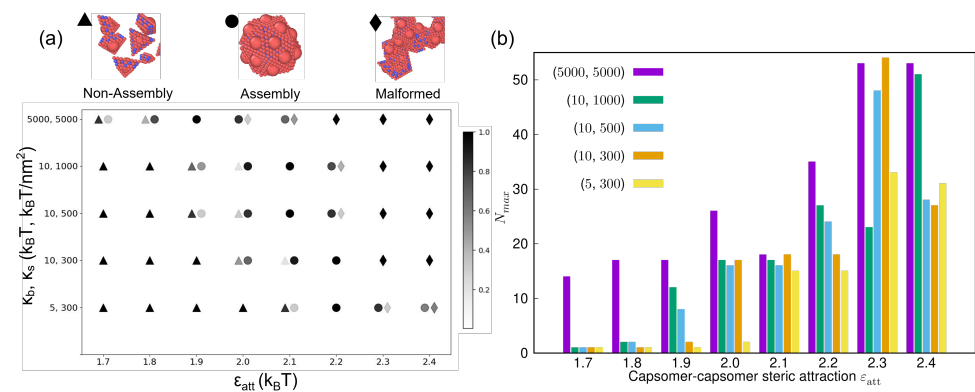 (a)
Non-Assembly
Assembly
Malformed
κb, κs (kBT, kBT/nm²)
5000, 5000
10, 1000
10, 500
10, 300
5, 300
1.7 1.8 1.9 2.0 2.1 2.2 2.3 2.4
εatt (kBT)
1.0
0.8
0.6
0.4
0.2
(b)
Nmax
50
40
30
20
10
0
(5000, 5000)
(10, 1000)
(10, 500)
(10, 300)
(5, 300)
1.7 1.8 1.9 2.0 2.1 2.2 2.3 2.4
Capsomer-capsomer steric attraction εatt